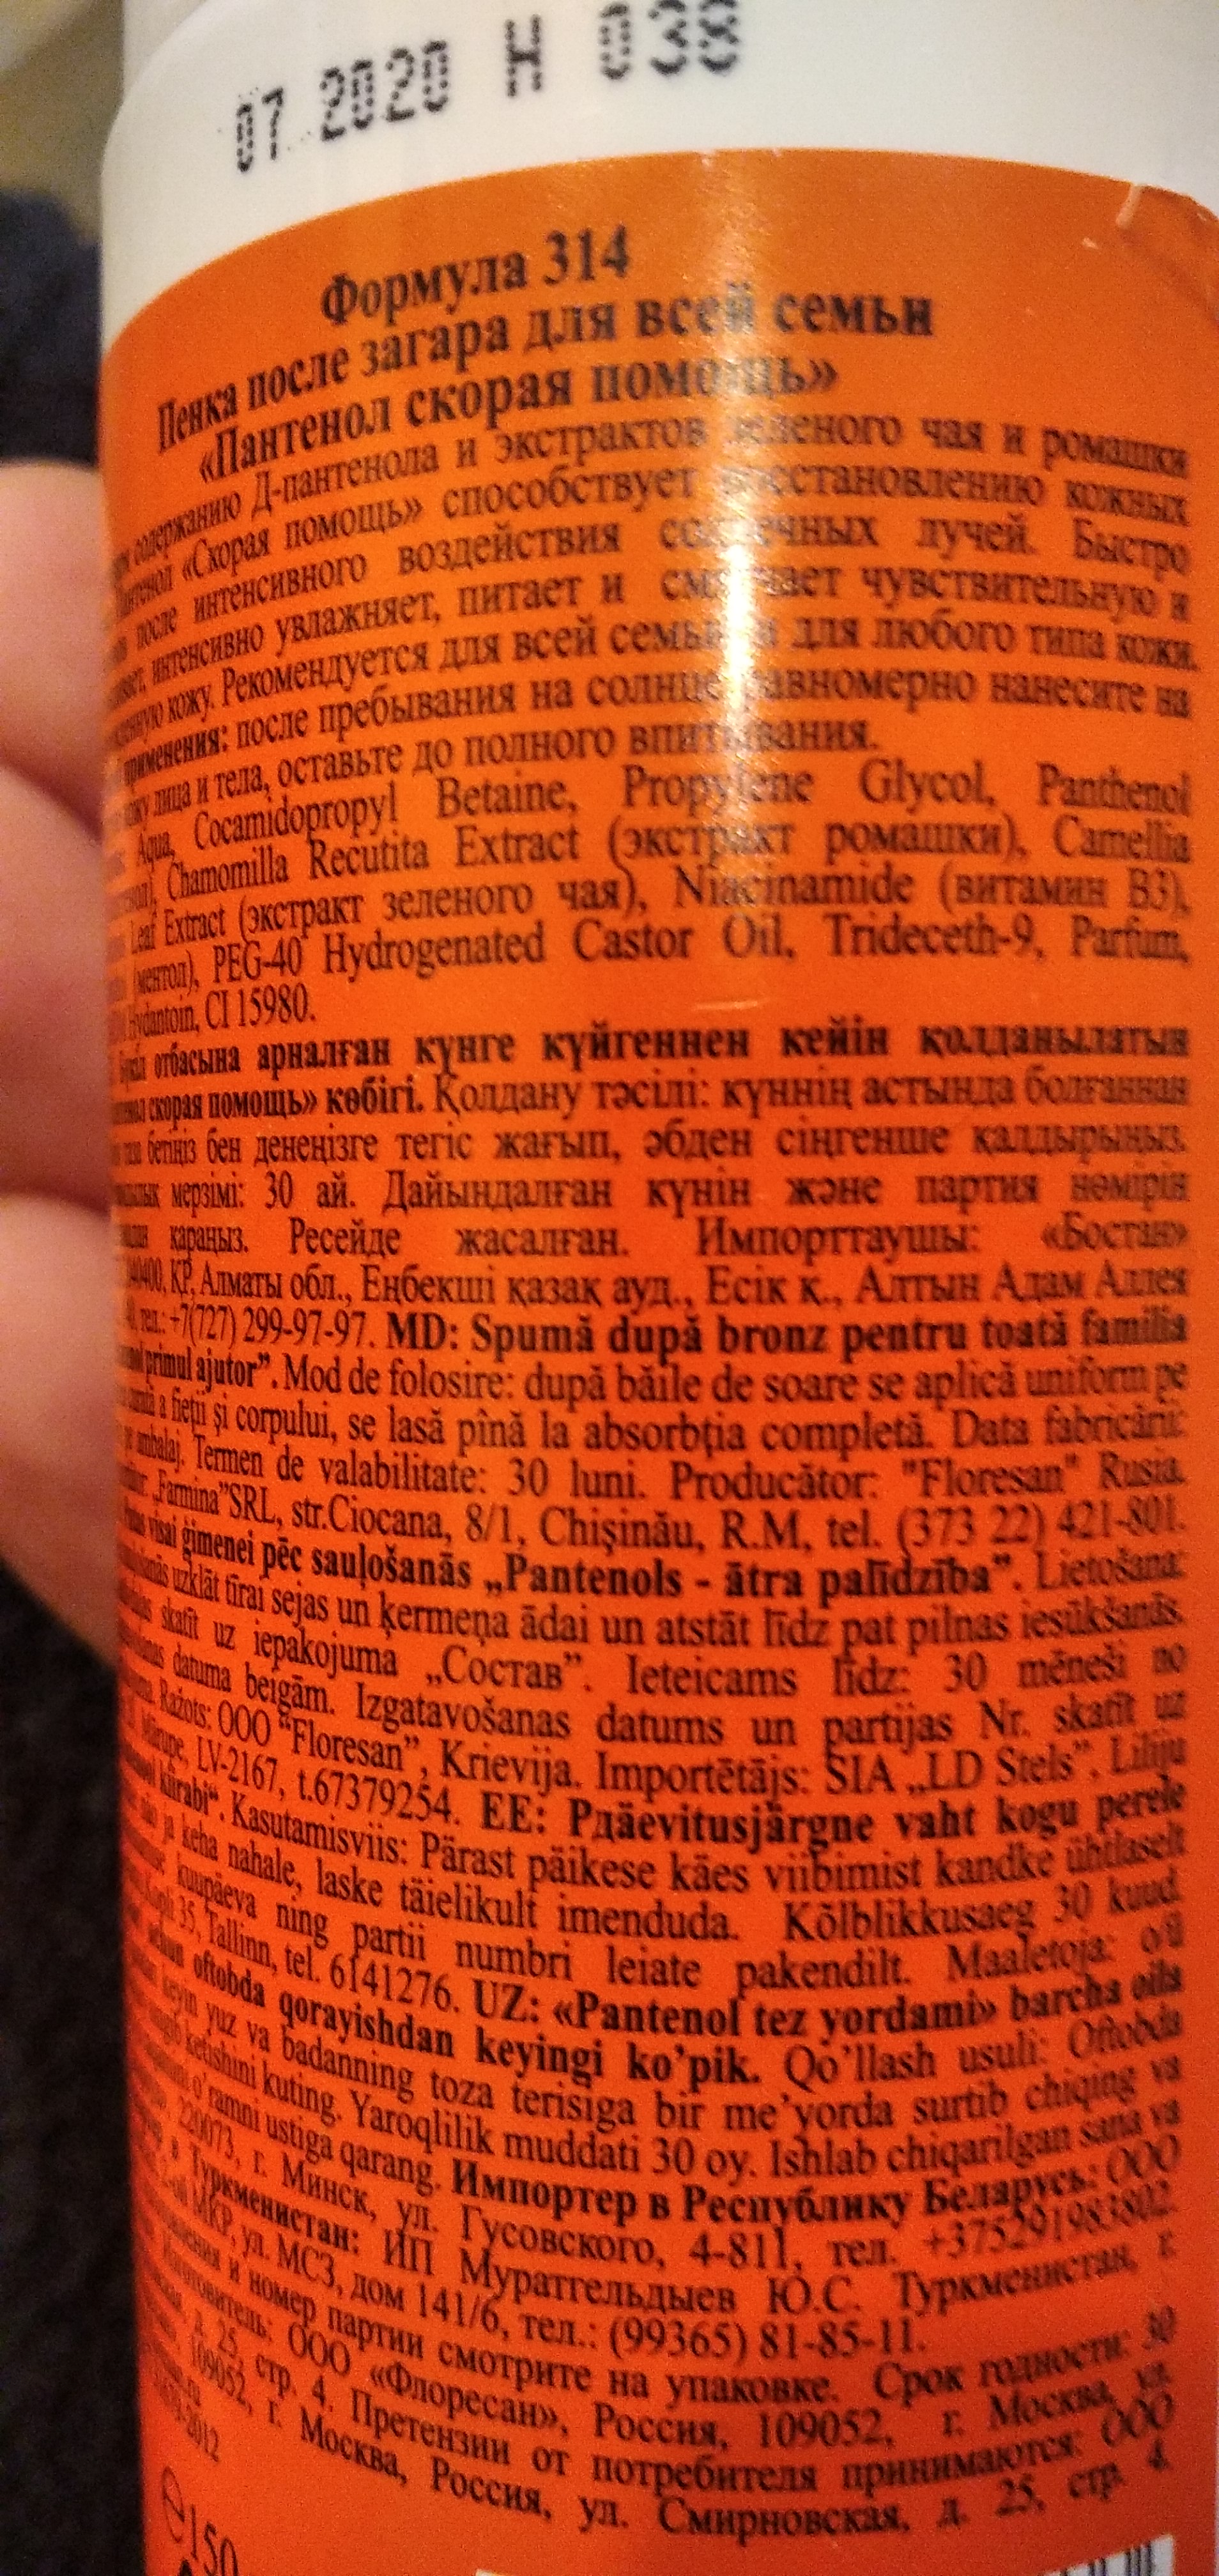 07 2020 H 038
Формула 314
Пенка после загара для всей семьи
«Пантенол скорая помощь»
содержанию Д-пантенола и экстрактов зеленого чая и ромашки
«Скорая помощь» способствует восстановлению кожных
после интенсивного воздействия солнечных лучей. Быстро
интенсивно увлажняет, питает и смягчает чувствительную и
кожу. Рекомендуется для всей семьи и для любого типа кожи.
применения: после пребывания на солнце равномерно нанесите на
лица и тела, оставьте до полного впитывания.
Aqua, Cocamidopropyl Betaine, Propylene Glycol, Panthenol
Chamomilla Recutita Extract (экстракт ромашки), Camellia
Leaf Extract (экстракт зеленого чая), Niacinamide (витамин B3),
(ментол), PEG-40 Hydrogenated Castor Oil, Trideceth-9, Parfum,
Hydantoin, CI 15980.
отбасына арналған күнге күйгеннен кейін қолданылатын
скорая помощь» көбігі. Қолдану тәсілі: күннің астында болғаннан
бетіңіз бен денеңізге тегіс жағып, әбден сіңгенше қалдырыңыз.
мерзімі: 30 ай. Дайындалған күнін және партия нөмірін
қараңыз. Ресейде жасалған. Импорттаушы: «Бостан»
040400, ҚР, Алматы обл., Еңбекші қазақ ауд., Есік қ., Алтын Адам Аллея
тел.: +7(727) 299-97-97. MD: Spumă după bronz pentru toată familia
primul ajutor”. Mod de folosire: după băile de soare se aplică uniform pe
a fieții și corpului, se lasă pînă la absorbția completă. Data fabricării:
ambalaj. Termen de valabilitate: 30 luni. Producător: "Floresan" Rusia.
„Farmina”SRL, str.Ciocana, 8/1, Chişinău, R.M, tel. (373 22) 421-801.
visai ģimenei pēc sauļošanās „Pantenols - ātra palīdzība”. Lietošana:
uzklāt tīrai sejas un ķermeņa ādai un atstāt līdz pat pilnas iesūkšanās.
skatīt uz iepakojuma „Состав”. Ieteicams līdz: 30 mēneši no
datuma beigām. Izgatavošanas datums un partijas Nr. skatīt uz
Ražots: ООО “Floresan”, Krievija. Importētājs: SIA „LD Stels”, Liliju
Mārupe, LV-2167, t.67379254. EE: Pдäevitusjärgne vaht kogu perele
kiirabi“. Kasutamisviis: Pärast päikese käes viibimist kandke ühtlaselt
ja keha nahale, laske täielikult imenduda. Kõlblikkusaeg 30 kuud.
kuupäeva ning partii numbri leiate pakendilt. Maaletoja: oü
35, Tallinn, tel. 6141276. UZ: «Pantenol tez yordami» barcha oila
uchun oftobda qorayishdan keyingi ko’pik. Qo’llash usuli: Oftobda
keyin yuz va badanning toza terisiga bir me’yorda surtib chiqing va
ketishini kuting. Yaroqlilik muddati 30 oy. Ishlab chiqarilgan sana va
o’ramni ustiga qarang. Импортер в Республику Беларусь: ООО
220073, г. Минск, ул. Гусовского, 4-811, тел. +375291983802.
в Туркменистан: ИП Муратгельдыев Ю.С. Туркменистан, г.
МКР, ул. МСЗ, дом 141/6, тел.: (99365) 81-85-11.
и номер партии смотрите на упаковке. Срок годности: 30
Изготовитель: ООО «Флоресан», Россия, 109052, г. Москва, ул.
д. 25, стр. 4. Претензии от потребителя принимаются: ООО
109052, г. Москва, Россия, ул. Смирновская, д. 25, стр. 4.
2012
℮150